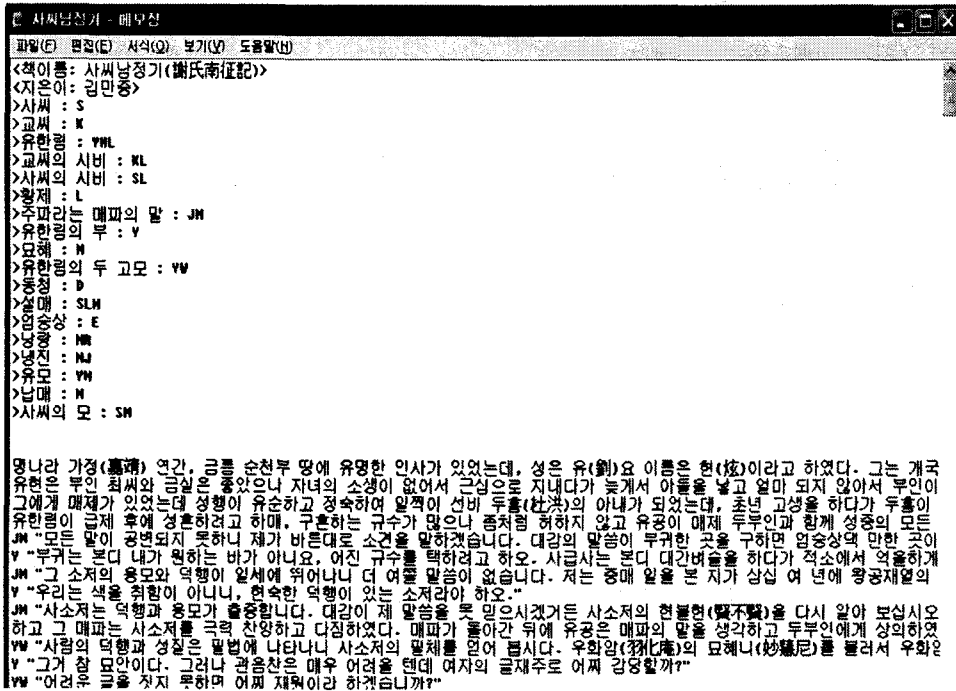 사씨남정기 - 메모장
파일(F) 편집(E) 서식(O) 보기(V) 도움말(H)
<책이름: 사씨남정기(謝氏南征記)>
<지은이: 김만중>
>사씨 : S
>교씨 : K
>유한림 : YHL
>교씨의 시비 : KL
>사씨의 시비 : SL
>황제 : L
>주파라는 매파의 말 : JM
>유한림의 부 : Y
>묘혜 : M
>유한림의 두 고모 : YW
>동청 : D
>설매 : SLM
>엄숭상 : E
>낭랑 : NR
>냉진 : NJ
>유모 : YM
>납매 : N
>사씨의 모 : SM
명나라 가정(嘉靖) 연간, 금릉 순천부 땅에 유명한 인사가 있었는데, 성은 유(劉)요 이름은 현(炫)이라고 하였다. 그는 개국
유현은 부인 최씨와 금실은 좋았으나 자녀의 소생이 없어서 근심으로 지내다가 늦게서 아들을 낳고 얼마 되지 않아서 부인이
그에게 매제가 있었는데 성행이 유순하고 정숙하여 일찍이 선비 두홍(杜洪)의 아내가 되었는데, 초년 고생을 하다가 두홍이
유한림이 급제 후에 성혼하려고 하매, 구혼하는 규수가 많으나 좀처럼 허하지 않고 유공이 매제 두부인과 함께 성중의 모든
JM "모든 말이 공변되지 못하니 제가 바른대로 소견을 말하겠습니다. 대감의 말씀이 부귀한 곳을 구하면 엄숭상댁 만한 곳이
Y "부귀는 본디 내가 원하는 바가 아니요, 어진 규수를 택하려고 하오. 사급사는 본디 대간벼슬을 하다가 적소에서 억울하게
JM "그 소저의 용모와 덕행이 일세에 뛰어나니 더 여쭐 말씀이 없습니다. 저는 중매 일을 본 지가 삼십 여 년에 왕공재열의
Y "우리는 색을 취함이 아니니, 현숙한 덕행이 있는 소저라야 하오."
JM "사소저는 덕행과 용모가 출중합니다. 대감이 제 말씀을 못 믿으시겠거든 사소저의 현불현(賢不賢)을 다시 알아 보십시오
하고 그 매파는 사소저를 극력 찬양하고 다짐하였다. 매파가 돌아간 뒤에 유공은 매파의 말을 생각하고 두부인에게 상의하였
YW "사람의 덕행과 성질은 필법에 나타나니 사소저의 필체를 얻어 봅시다. 우화암(羽化庵)의 묘혜니(妙慧尼)를 불러서 우화암
Y "그거 참 묘안이다. 그러나 관음찬은 매우 어려울 텐데 여자의 글재주로 어찌 감당할까?"
YW "어려운 글을 짓지 못하면 어찌 재원이라 하겠습니까?"